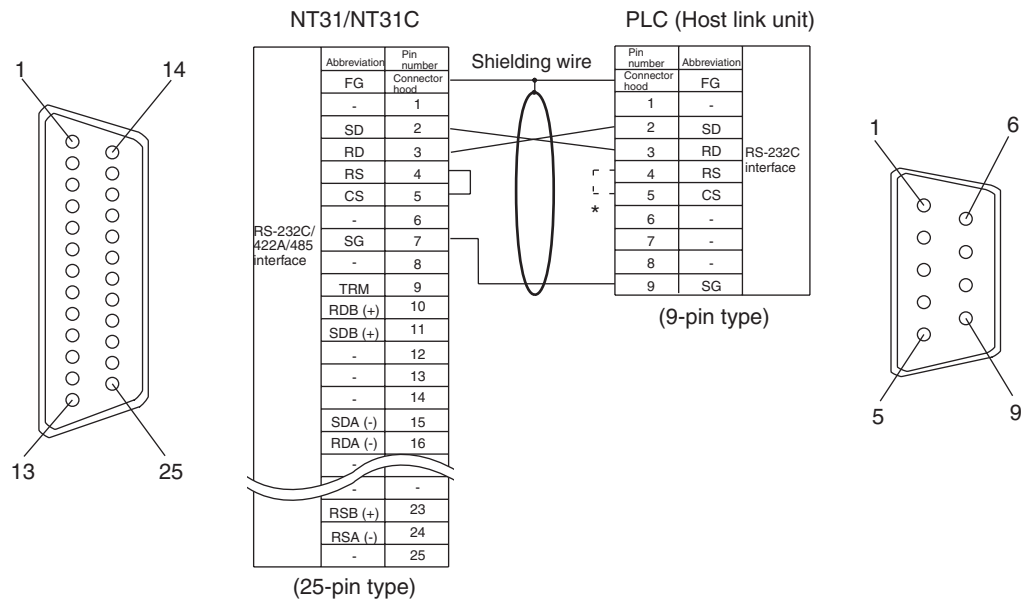 NT31/NT31C
PLC (Host link unit)
1
14
13
25
Abbreviation Pin number
FG Connector hood
- 1
SD 2
RD 3
RS 4
CS 5
- 6
SG 7
- 8
TRM 9
RDB (+) 10
SDB (+) 11
- 12
- 13
- 14
SDA (-) 15
RDA (-) 16
-
- -
RSB (+) 23
RSA (-) 24
- 25
RS-232C/
422A/485
interface
(25-pin type)
Shielding wire
*
Pin number Abbreviation
Connector hood FG
1 -
2 SD
3 RD
4 RS
5 CS
6 -
7 -
8 -
9 SG
RS-232C
interface
(9-pin type)
1
6
5
9